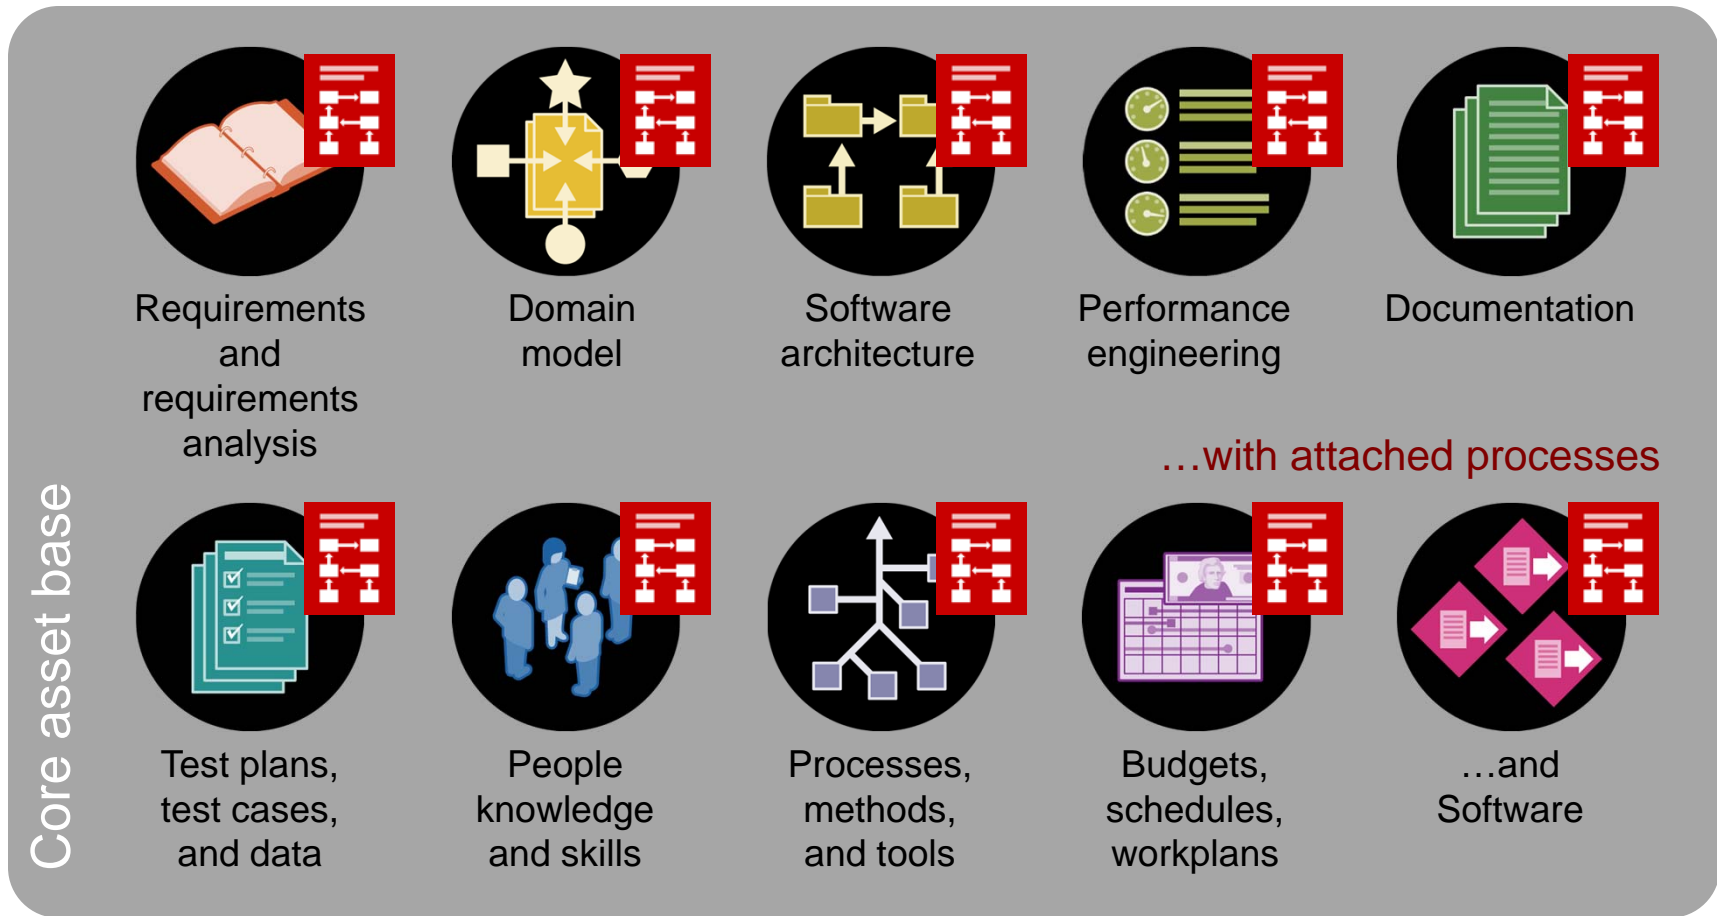 Requirements
and
requirements
analysis
Domain
model
Software
architecture
Performance
engineering
Documentation
…with attached processes
Core asset base
Test plans,
test cases,
and data
People
knowledge
and skills
Processes,
methods,
and tools
Budgets,
schedules,
workplans
…and
Software